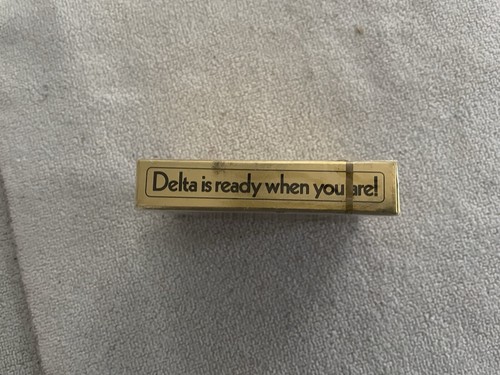 Delta is ready when you are!